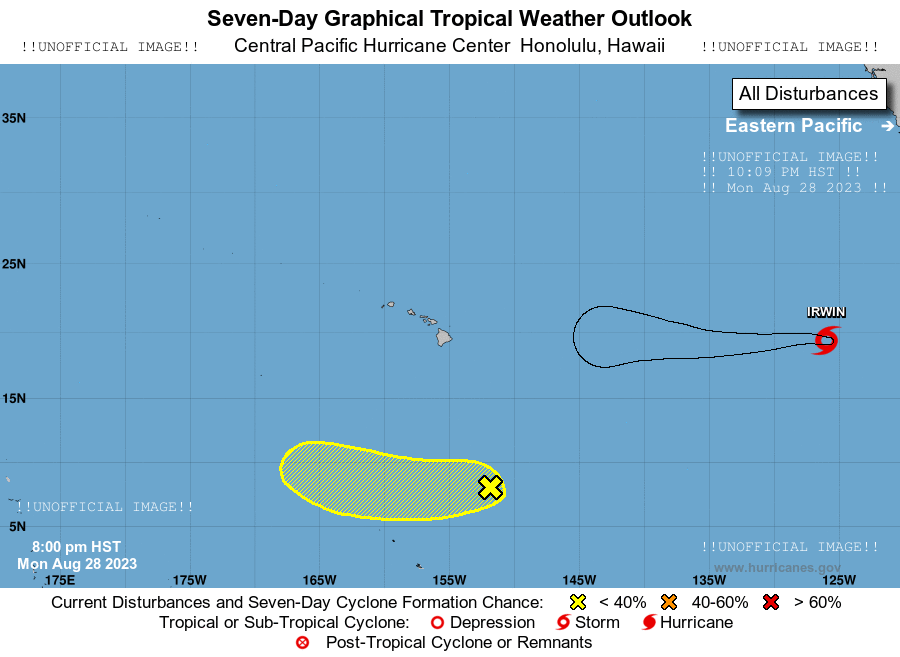 Seven-Day Graphical Tropical Weather Outlook
!!UNOFFICIAL IMAGE!! Central Pacific Hurricane Center Honolulu, Hawaii !!UNOFFICIAL IMAGE!!
All Disturbances
35N
Eastern Pacific →
!!UNOFFICIAL IMAGE!!
!! 10:09 PM HST !!
!! Mon Aug 28 2023 !!
25N
IRWIN
15N
!!UNOFFICIAL IMAGE!!
5N
8:00 pm HST
Mon Aug 28 2023
!!UNOFFICIAL IMAGE!!
www.hurricanes.gov
175E 175W 165W 155W 145W 135W 125W
Current Disturbances and Seven-Day Cyclone Formation Chance: < 40% 40-60% > 60%
Tropical or Sub-Tropical Cyclone: Depression Storm Hurricane
Post-Tropical Cyclone or Remnants